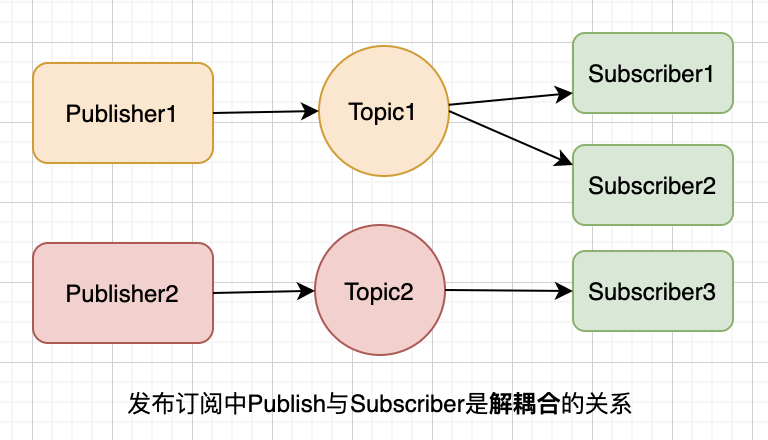 Publisher1
Topic1
Subscriber1
Subscriber2
Publisher2
Topic2
Subscriber3
发布订阅中Publish与Subscriber是解耦合的关系